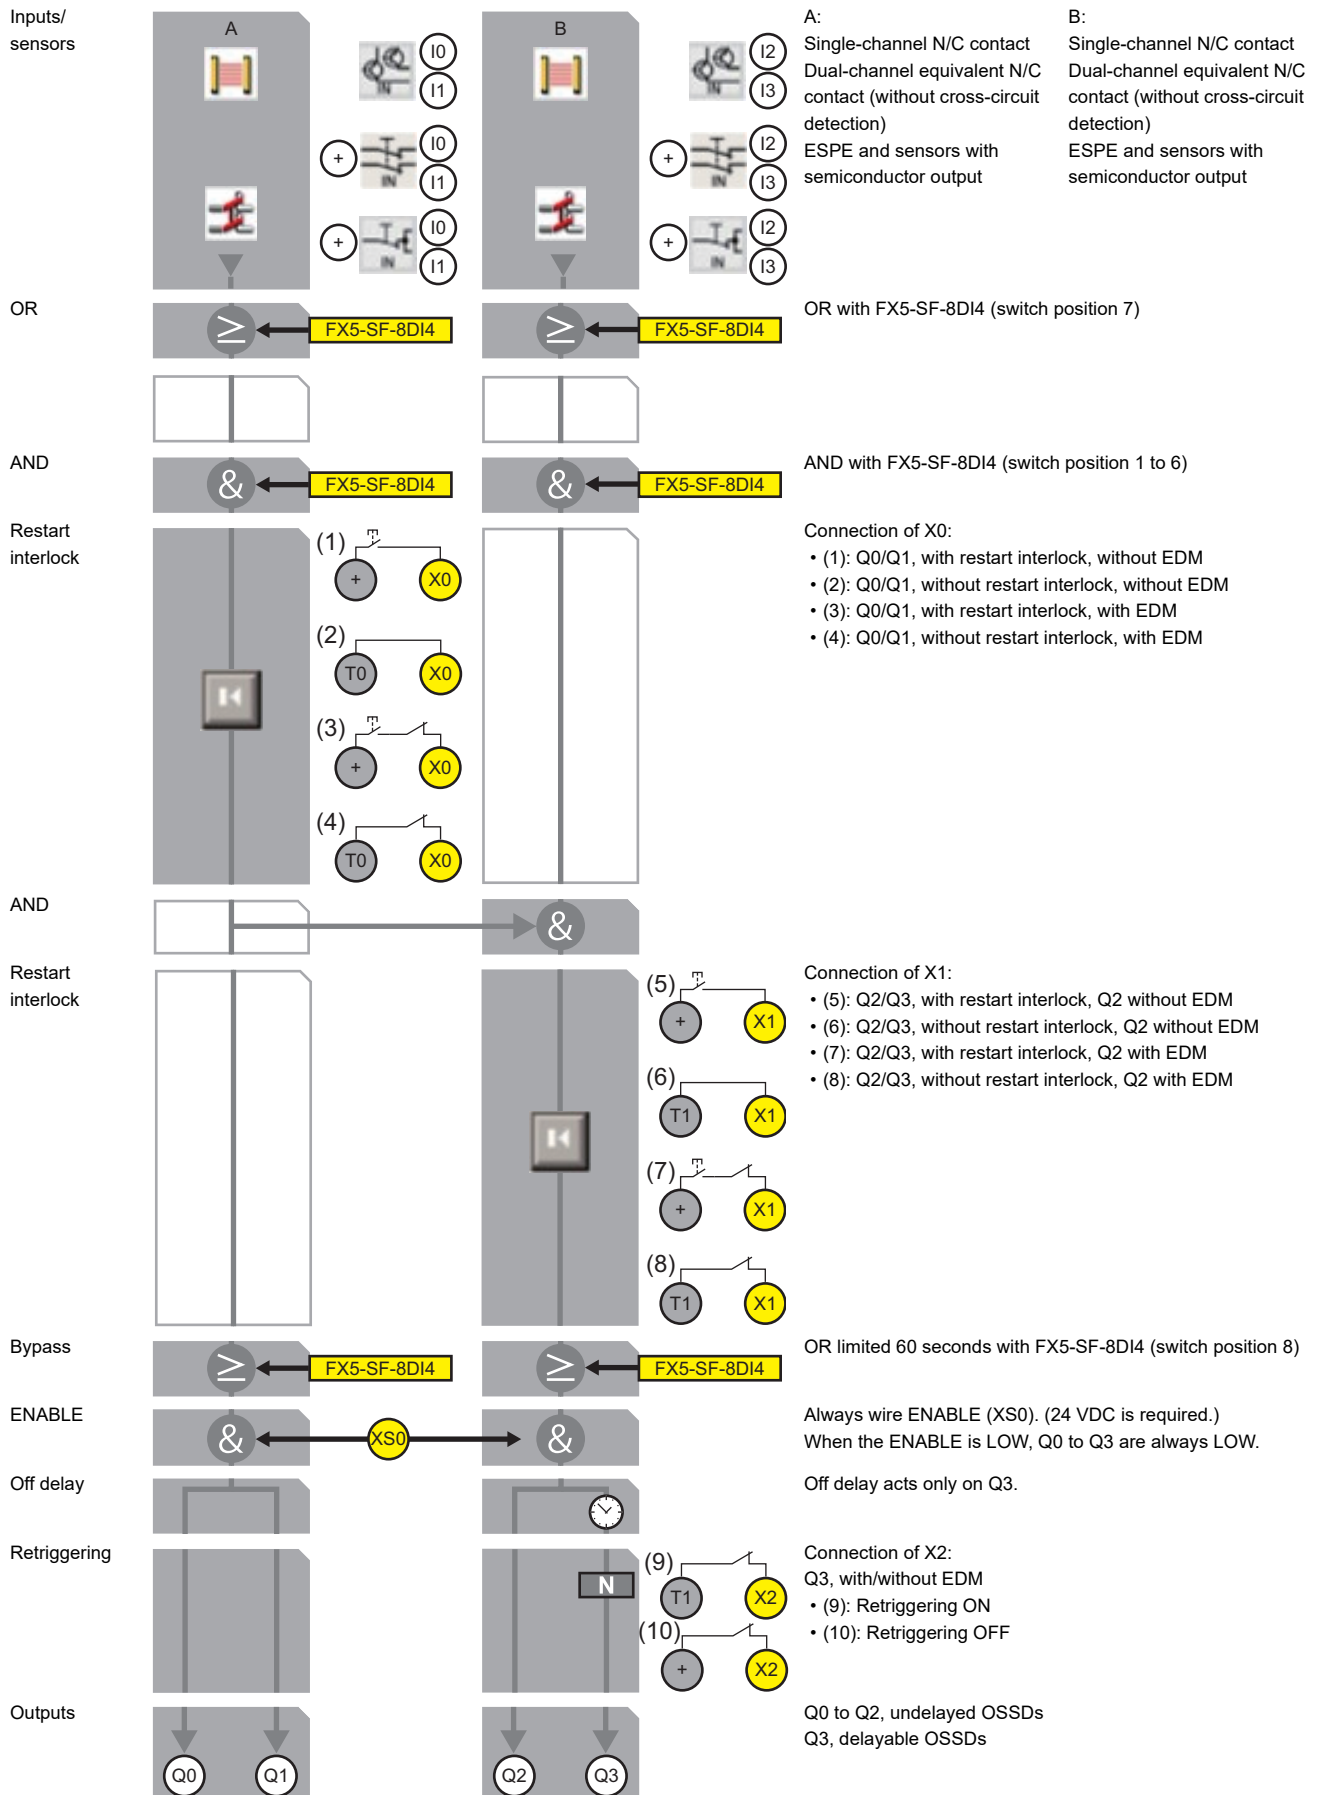 Inputs/
sensors
A
I0
I1
+
I0
I1
+
I0
I1
IN
IN
IN
B
I2
I3
+
I2
I3
+
I2
I3
IN
IN
IN
A:
Single-channel N/C contact
Dual-channel equivalent N/C
contact (without cross-circuit
detection)
ESPE and sensors with
semiconductor output
B:
Single-channel N/C contact
Dual-channel equivalent N/C
contact (without cross-circuit
detection)
ESPE and sensors with
semiconductor output
OR
≥
FX5-SF-8DI4
≥
FX5-SF-8DI4
OR with FX5-SF-8DI4 (switch position 7)
AND
&
FX5-SF-8DI4
&
FX5-SF-8DI4
AND with FX5-SF-8DI4 (switch position 1 to 6)
Restart
interlock
(1)
+
X0
(2)
T0
X0
(3)
+
X0
(4)
T0
X0
Connection of X0:
• (1): Q0/Q1, with restart interlock, without EDM
• (2): Q0/Q1, without restart interlock, without EDM
• (3): Q0/Q1, with restart interlock, with EDM
• (4): Q0/Q1, without restart interlock, with EDM
AND
&
Restart
interlock
(5)
+
X1
(6)
T1
X1
(7)
+
X1
(8)
T1
X1
Connection of X1:
• (5): Q2/Q3, with restart interlock, Q2 without EDM
• (6): Q2/Q3, without restart interlock, Q2 without EDM
• (7): Q2/Q3, with restart interlock, Q2 with EDM
• (8): Q2/Q3, without restart interlock, Q2 with EDM
Bypass
≥
FX5-SF-8DI4
≥
FX5-SF-8DI4
OR limited 60 seconds with FX5-SF-8DI4 (switch position 8)
ENABLE
&
XS0
&
Always wire ENABLE (XS0). (24 VDC is required.)
When the ENABLE is LOW, Q0 to Q3 are always LOW.
Off delay
Off delay acts only on Q3.
Retriggering
N
(9)
T1
X2
(10)
+
X2
Connection of X2:
Q3, with/without EDM
• (9): Retriggering ON
• (10): Retriggering OFF
Outputs
Q0
Q1
Q2
Q3
Q0 to Q2, undelayed OSSDs
Q3, delayable OSSDs